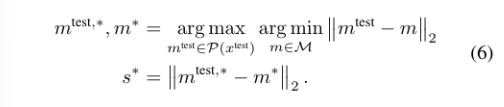 m^{test,*}, m^* = arg max_{m^{test}∈𝒫(x^{test})} arg min_{m∈ℳ} ‖m^{test} − m‖_2
(6)
s^* = ‖m^{test,*} − m^*‖_2 .